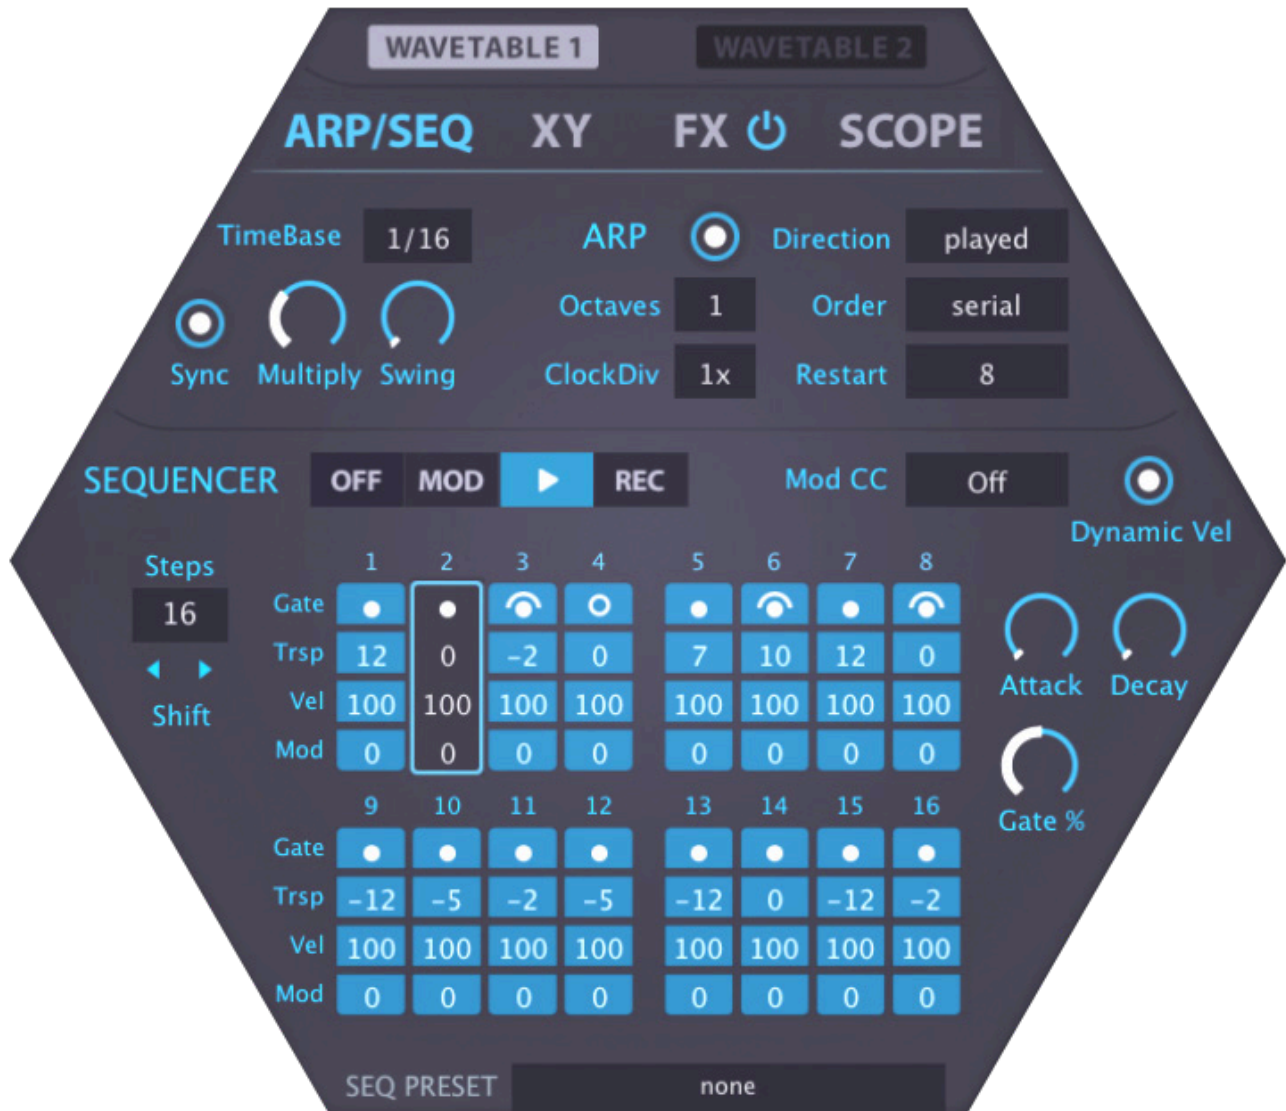 WAVETABLE 1 WAVETABLE 2
ARP/SEQ XY FX SCOPE
TimeBase 1/16 ARP Direction played
Octaves 1 Order serial
Sync Multiply Swing ClockDiv 1x Restart 8
SEQUENCER OFF MOD REC Mod CC Off
Dynamic Vel
Steps 1 2 3 4 5 6 7 8
16 Gate
Trsp 12 0 -2 0 7 10 12 0
Attack Decay
Vel 100 100 100 100 100 100 100 100
Shift
Mod 0 0 0 0 0 0 0 0
9 10 11 12 13 14 15 16
Gate %
Gate
Trsp -12 -5 -2 -5 -12 0 -12 -2
Vel 100 100 100 100 100 100 100 100
Mod 0 0 0 0 0 0 0 0
SEQ PRESET none